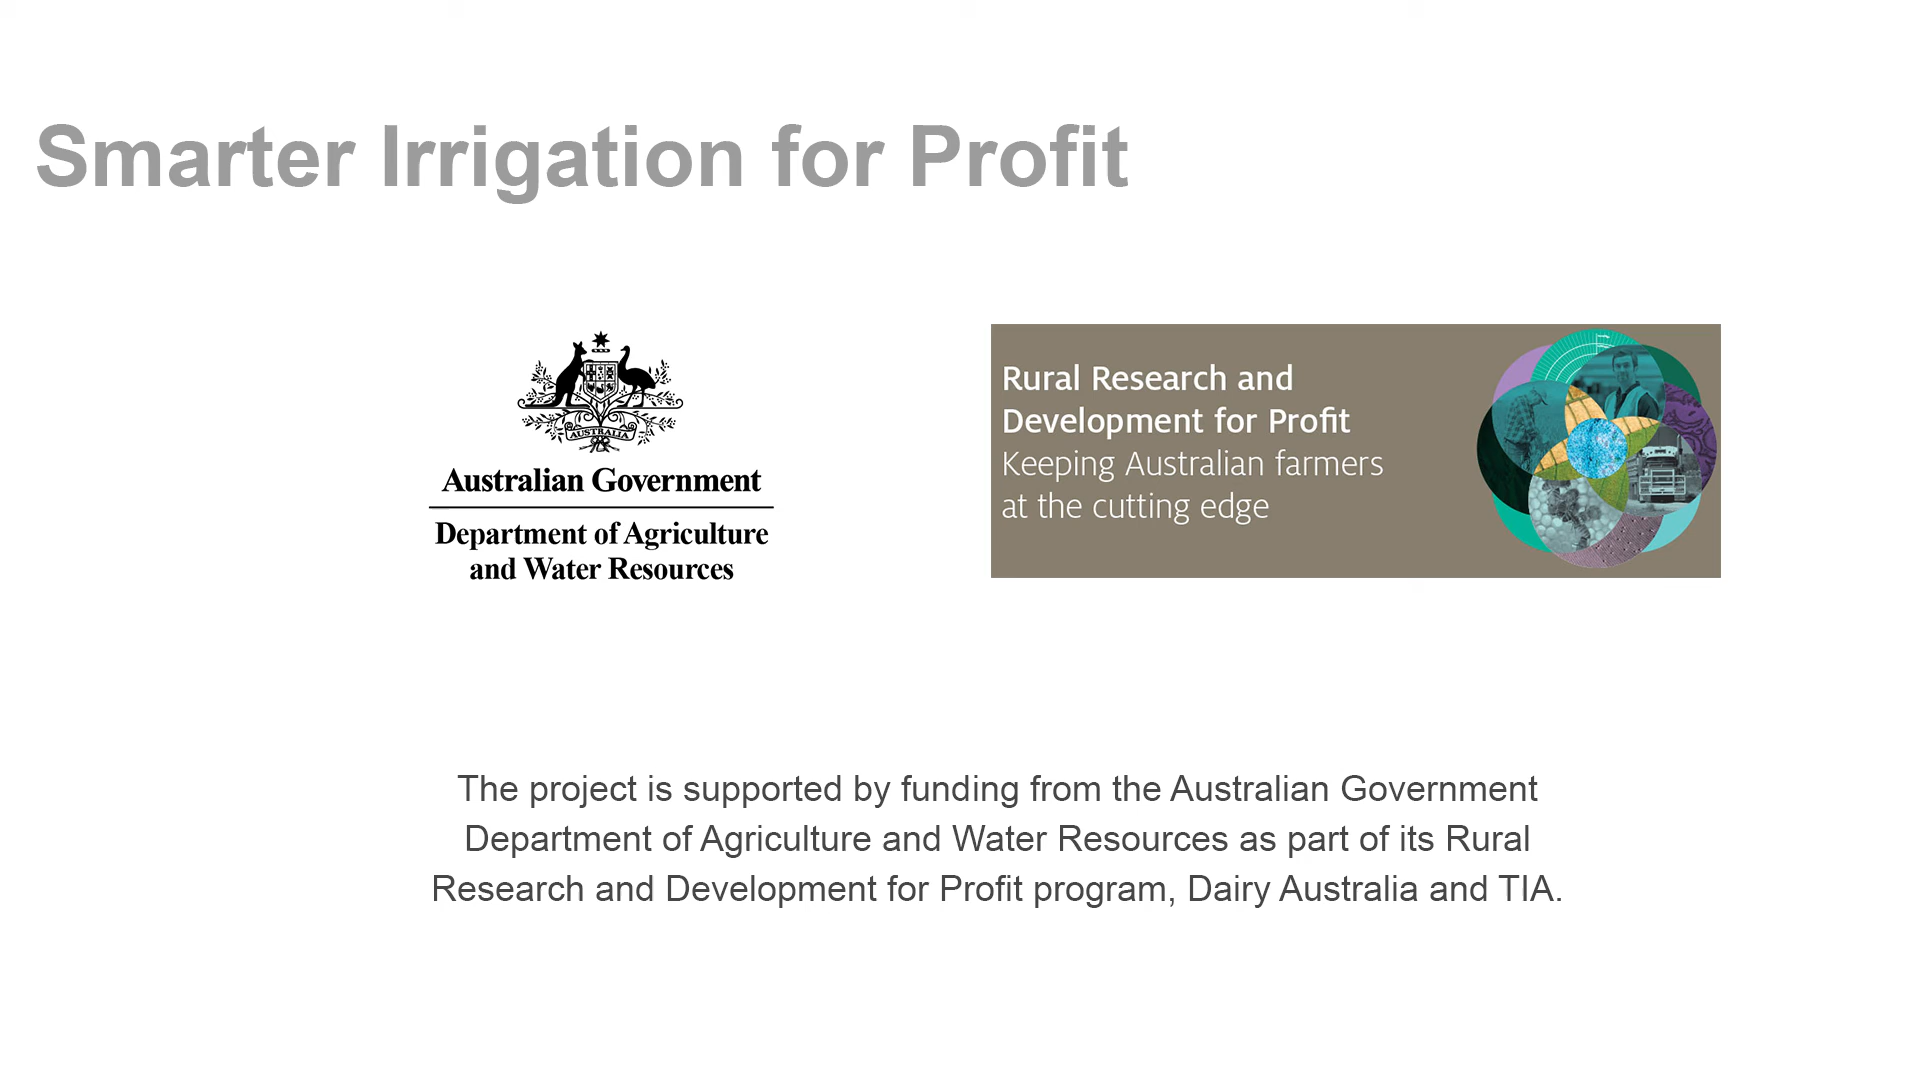 Smarter Irrigation for Profit
AUSTRALIA
Australian Government
Department of Agriculture
and Water Resources
Rural Research and
Development for Profit
Keeping Australian farmers
at the cutting edge
The project is supported by funding from the Australian Government
Department of Agriculture and Water Resources as part of its Rural
Research and Development for Profit program, Dairy Australia and TIA.